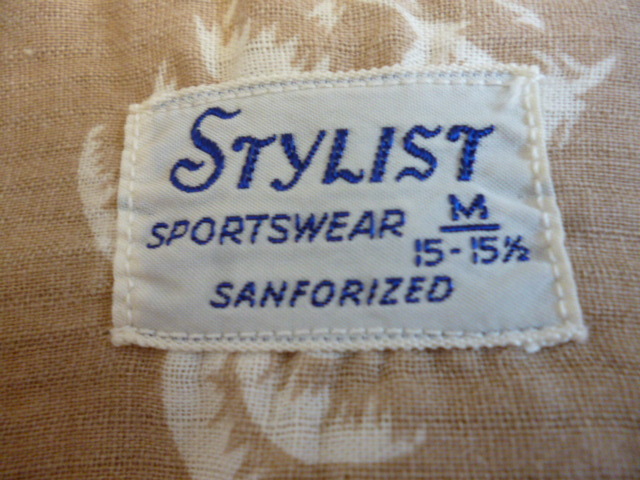 STYLIST
SPORTSWEAR M
15-15½
SANFORIZED